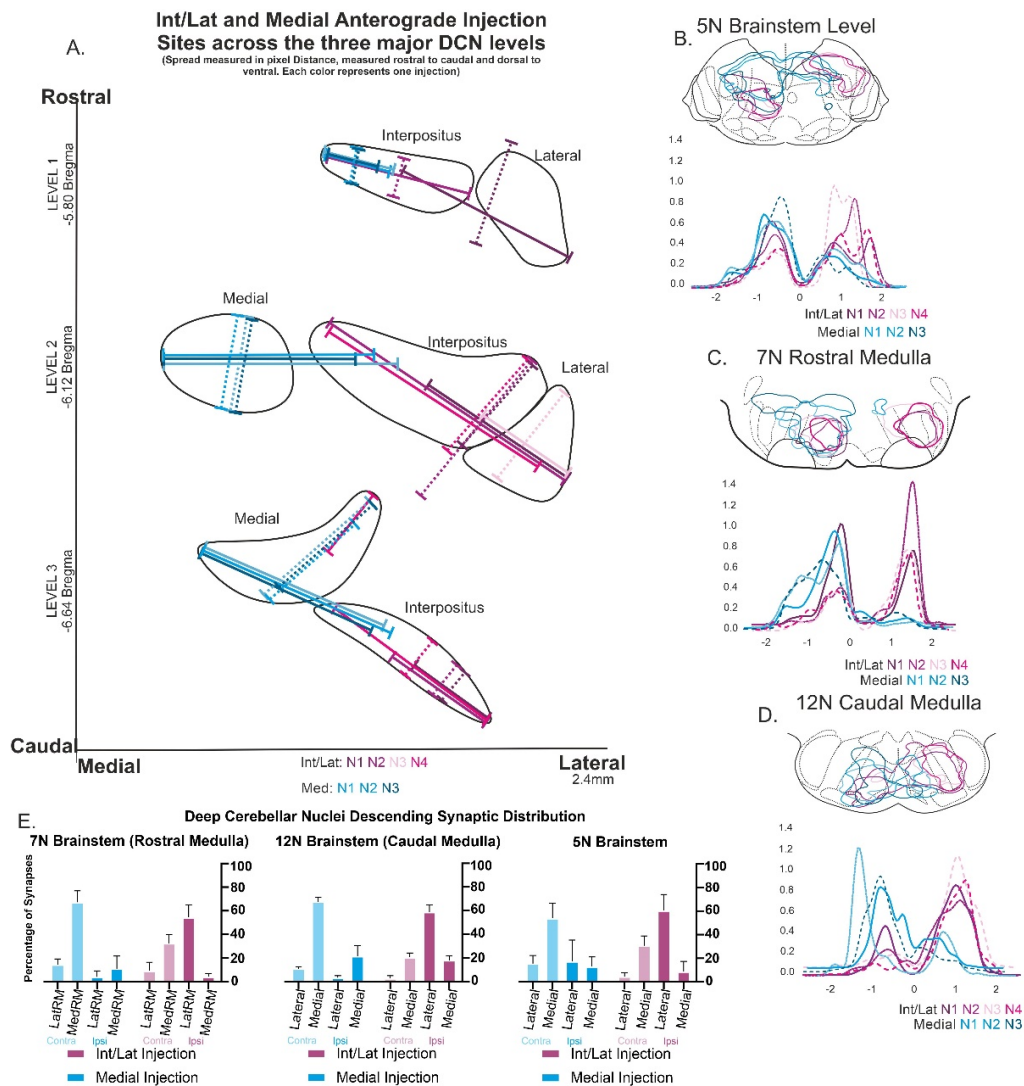 A.
Int/Lat and Medial Anterograde Injection
Sites across the three major DCN levels
(Spread measured in pixel Distance, measured rostral to caudal and dorsal to
ventral. Each color represents one injection)
Rostral
LEVEL 1
-5.80 Bregma
Interpositus
Lateral
LEVEL 2
-6.12 Bregma
Medial
Interpositus
Lateral
LEVEL 3
-6.64 Bregma
Medial
Interpositus
Caudal
Medial
Lateral
2.4mm
Int/Lat: N1 N2 N3 N4
Med: N1 N2 N3
B.
5N Brainstem Level
1.4
1.2
1.0
0.8
0.6
0.4
0.2
0.0
-2 -1 0 1 2
Int/Lat N1 N2 N3 N4
Medial N1 N2 N3
C.
7N Rostral Medulla
1.4
1.2
1.0
0.8
0.6
0.4
0.2
0.0
-2 -1 0 1 2
Int/Lat N1 N2 N3 N4
Medial N1 N2 N3
D.
12N Caudal Medulla
1.4
1.2
1.0
0.8
0.6
0.4
0.2
0.0
-2 -1 0 1 2
Int/Lat N1 N2 N3 N4
Medial N1 N2 N3
E.
Deep Cerebellar Nuclei Descending Synaptic Distribution
7N Brainstem (Rostral Medulla)
Percentage of Synapses
100
80
60
40
20
0
LatRM MedRM LatRM MedRM LatRM MedRM LatRM MedRM
Contra Ipsi Contra Ipsi
Int/Lat Injection
Medial Injection
12N Brainstem (Caudal Medulla)
100
80
60
40
20
0
Lateral Medial Lateral Medial Lateral Medial Lateral Medial
Contra Ipsi Contra Ipsi
Int/Lat Injection
Medial Injection
5N Brainstem
100
80
60
40
20
0
Lateral Medial Lateral Medial Lateral Medial Lateral Medial
Contra Ipsi Contra Ipsi
Int/Lat Injection
Medial Injection